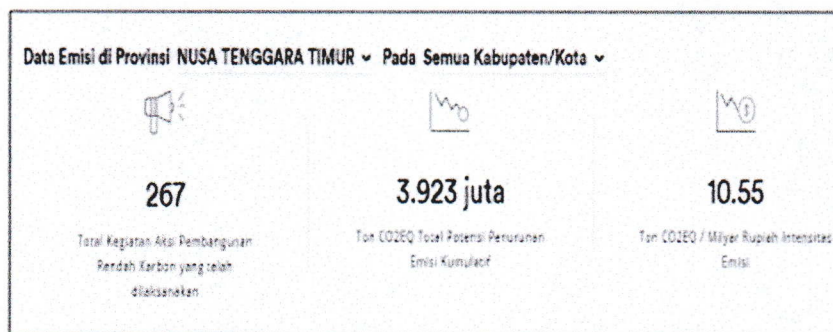 Data Emisi di Provinsi NUSA TENGGARA TIMUR Pada Semua Kabupaten/Kota
267
Total Kegiatan Aksi Pembangunan
Rendah Karbon yang telah
dilaksanakan
3.923 juta
Ton CO2EQ Total Potensi Penurunan
Emisi Kumulatif
10.55
Ton CO2EQ / Milyar Rupiah Intensitas
Emisi